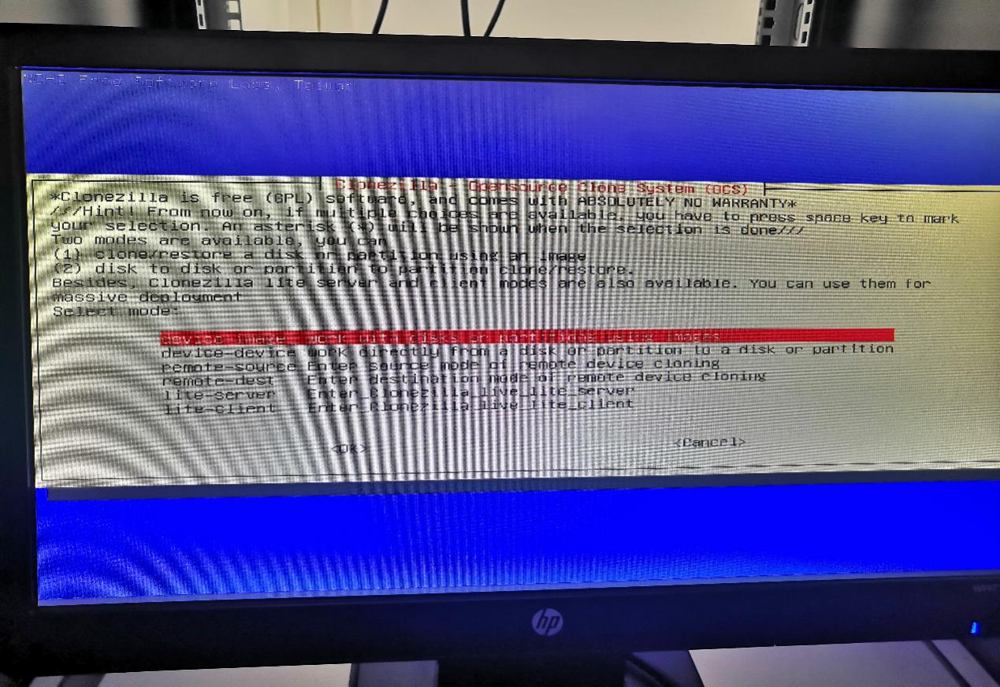 NCHC Free Software Labs, Taiwan
Clonezilla - Opensource Clone System (OCS)
*Clonezilla is free (GPL) software, and comes with ABSOLUTELY NO WARRANTY*
///Hint! From now on, if multiple choices are available, you have to press space key to mark
your selection. An asterisk (*) will be shown when the selection is done///
Two modes are available, you can
(1) clone/restore a disk or partition using an image
(2) disk to disk or partition to partition clone/restore.
Besides, Clonezilla lite server and client modes are also available. You can use them for
massive deployment
Select mode:
device-image work with disks or partitions using images
device-device work directly from a disk or partition to a disk or partition
remote-source Enter source mode of remote device cloning
remote-dest Enter destination mode of remote device cloning
lite-server Enter_Clonezilla_live_lite_server
lite-client Enter_Clonezilla_live_lite_client
<Ok> <Cancel>
hp